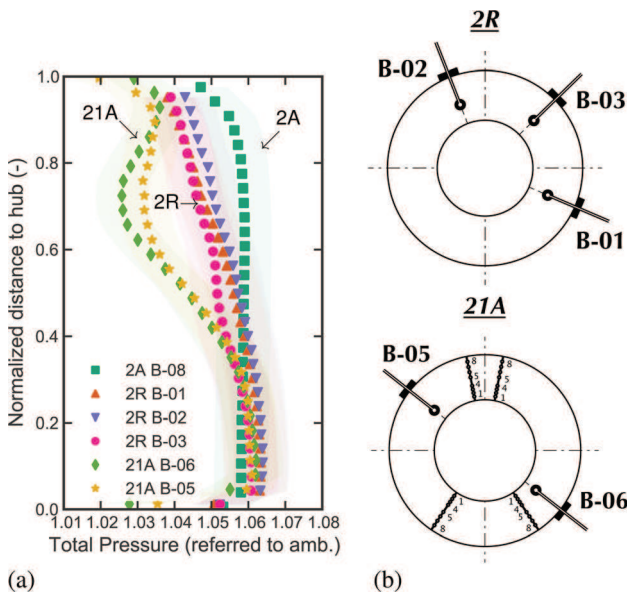 (a)
1.0
0.8
0.6
0.4
0.2
0.0
Normalized distance to hub (-)
21A
2A
2R
2A B-08
2R B-01
2R B-02
2R B-03
21A B-06
21A B-05
1.01 1.02 1.03 1.04 1.05 1.06 1.07 1.08
Total Pressure (referred to amb.)
(b)
2R
B-02
B-03
B-01
21A
B-05
B-06
8 8
5 5
4 4
1 1
1 1
4 4
5 5
8 8
(a)
(b)